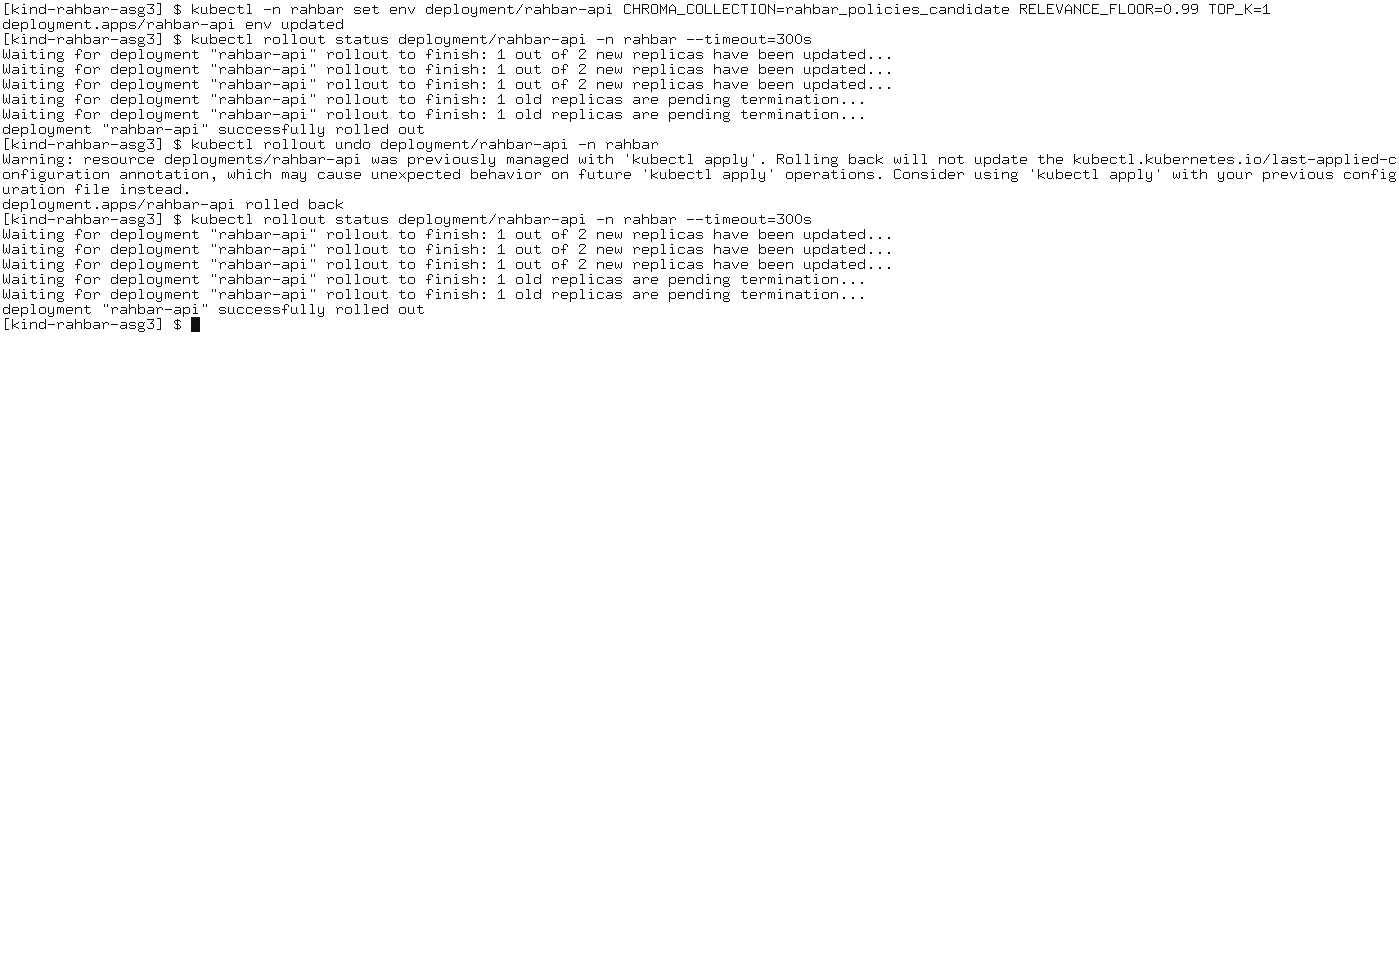 [kind-rahbar-asg3] $ kubectl -n rahbar set env deployment/rahbar-api CHROMA_COLLECTION=rahbar_policies_candidate RELEVANCE_FLOOR=0.99 TOP_K=1
deployment.apps/rahbar-api env updated
[kind-rahbar-asg3] $ kubectl rollout status deployment/rahbar-api -n rahbar --timeout=300s
Waiting for deployment "rahbar-api" rollout to finish: 1 out of 2 new replicas have been updated...
Waiting for deployment "rahbar-api" rollout to finish: 1 out of 2 new replicas have been updated...
Waiting for deployment "rahbar-api" rollout to finish: 1 out of 2 new replicas have been updated...
Waiting for deployment "rahbar-api" rollout to finish: 1 old replicas are pending termination...
Waiting for deployment "rahbar-api" rollout to finish: 1 old replicas are pending termination...
deployment "rahbar-api" successfully rolled out
[kind-rahbar-asg3] $ kubectl rollout undo deployment/rahbar-api -n rahbar
Warning: resource deployments/rahbar-api was previously managed with 'kubectl apply'. Rolling back will not update the kubectl.kubernetes.io/last-applied-c
onfiguration annotation, which may cause unexpected behavior on future 'kubectl apply' operations. Consider using 'kubectl apply' with your previous config
uration file instead.
deployment.apps/rahbar-api rolled back
[kind-rahbar-asg3] $ kubectl rollout status deployment/rahbar-api -n rahbar --timeout=300s
Waiting for deployment "rahbar-api" rollout to finish: 1 out of 2 new replicas have been updated...
Waiting for deployment "rahbar-api" rollout to finish: 1 out of 2 new replicas have been updated...
Waiting for deployment "rahbar-api" rollout to finish: 1 out of 2 new replicas have been updated...
Waiting for deployment "rahbar-api" rollout to finish: 1 old replicas are pending termination...
Waiting for deployment "rahbar-api" rollout to finish: 1 old replicas are pending termination...
deployment "rahbar-api" successfully rolled out
[kind-rahbar-asg3] $